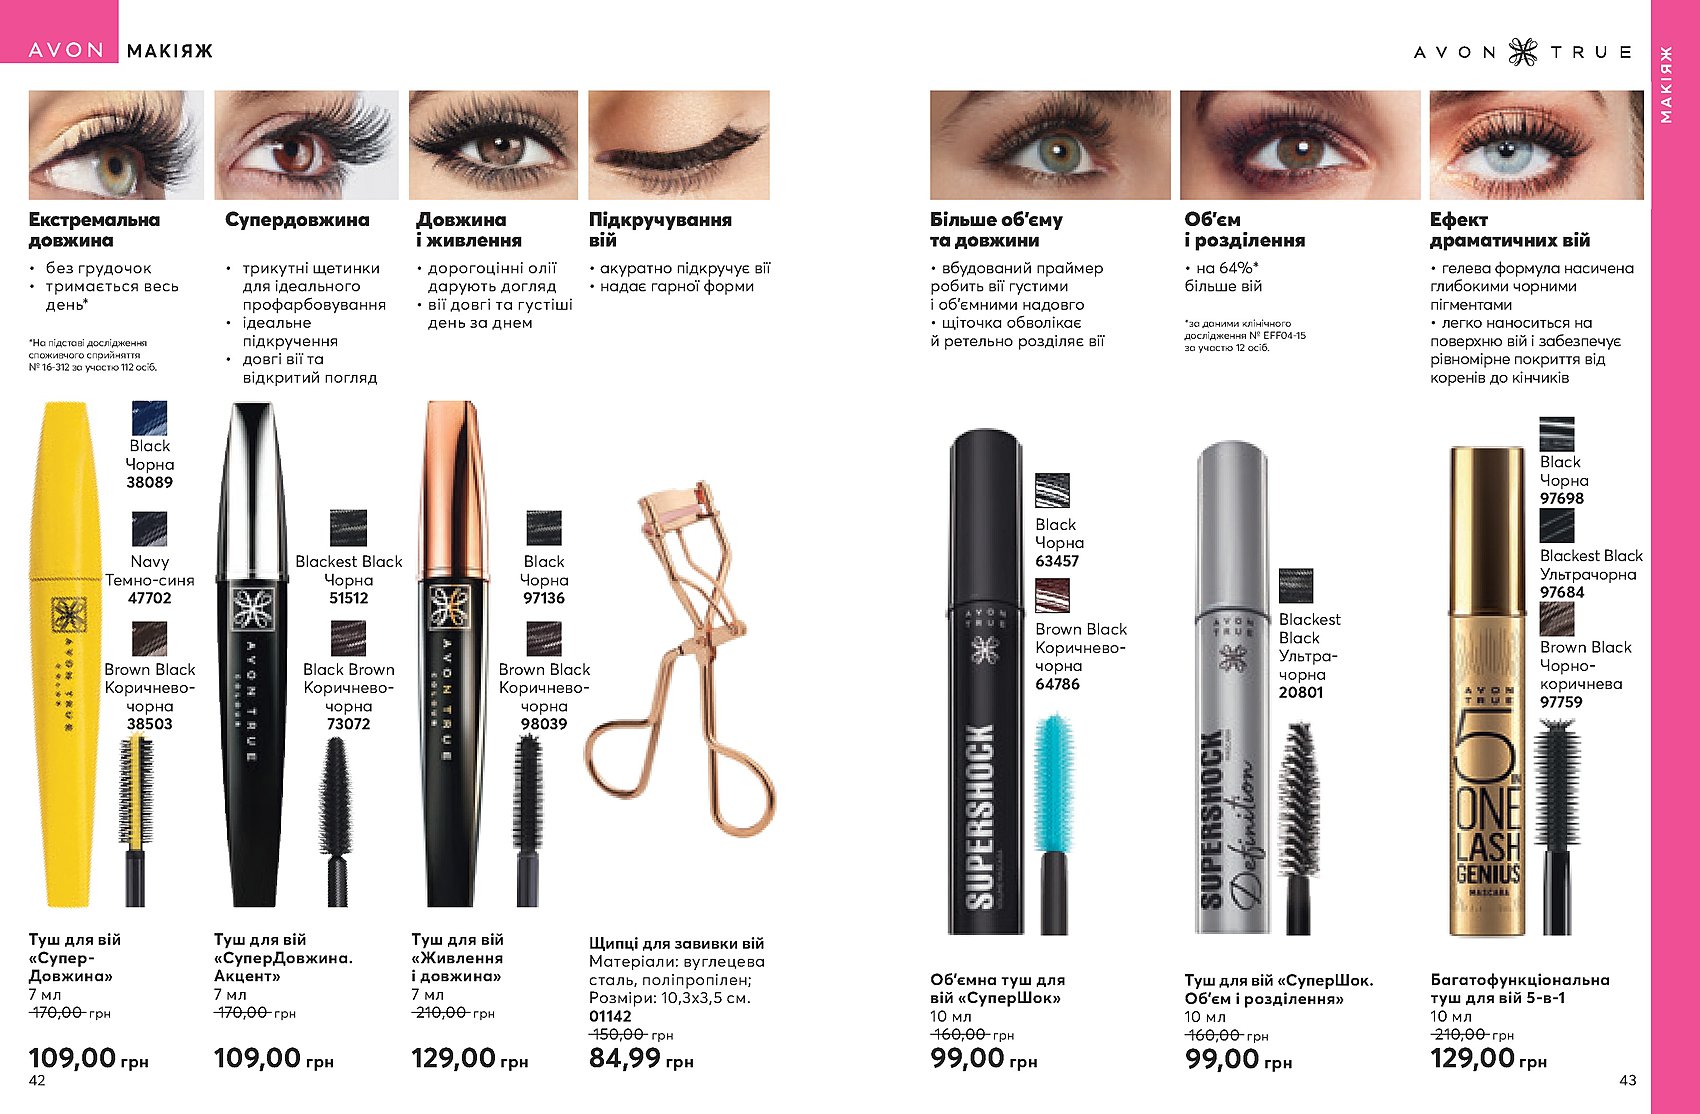 AVON МАКІЯЖ
AVON TRUE
МАКІЯЖ
Екстремальна
довжина
• без грудочок
• тримається весь
день*
*На підставі дослідження
споживчого сприйняття
№ 16-312 за участю 112 осіб.
Супердовжина
• трикутні щетинки
для ідеального
профарбовування
• ідеальне
підкручення
• довгі вії та
відкритий погляд
Довжина
і живлення
• дорогоцінні олії
дарують догляд
• вії довгі та густіші
день за днем
Підкручування
вій
• акуратно підкручує вії
• надає гарної форми
Більше об’єму
та довжини
• вбудований праймер
робить вії густими
і об’ємними надовго
• щіточка обволікає
й ретельно розділяє вії
Об’єм
і розділення
• на 64%*
більше вій
*за даними клінічного
дослідження № EFF04-15
за участю 12 осіб.
Ефект
драматичних вій
• гелева формула насичена
глибокими чорними
пігментами
• легко наноситься на
поверхню вій і забезпечує
рівномірне покриття від
коренів до кінчиків
Black
Чорна
38089
Navy
Темно-синя
47702
Brown Black
Коричнево-
чорна
38503
AVON TRUE
COLOUR
Blackest Black
Чорна
51512
Black Brown
Коричнево-
чорна
73072
AVON TRUE
COLOUR
Black
Чорна
97136
Brown Black
Коричнево-
чорна
98039
AVON TRUE
COLOUR
Black
Чорна
63457
Brown Black
Коричнево-
чорна
64786
AVON
TRUE
SUPERSHOCK
VOLUME MASCARA
Blackest
Black
Ультра-
чорна
20801
AVON
TRUE
SUPERSHOCK
MASCARA
Definition
Black
Чорна
97698
Blackest Black
Ультрачорна
97684
Brown Black
Чорно-
коричнева
97759
AVON
TRUE
5 IN
ONE
LASH
GENIUS
MASCARA
Туш для вій
«Супер-
Довжина»
7 мл
170,00 грн
109,00 грн
Туш для вій
«СуперДовжина.
Акцент»
7 мл
170,00 грн
109,00 грн
Туш для вій
«Живлення
і довжина»
7 мл
210,00 грн
129,00 грн
Щипці для завивки вій
Матеріали: вуглецева
сталь, поліпропілен;
Розміри: 10,3х3,5 см.
01142
150,00 грн
84,99 грн
Об’ємна туш для
вій «СуперШок»
10 мл
160,00 грн
99,00 грн
Туш для вій «СуперШок.
Об’єм і розділення»
10 мл
160,00 грн
99,00 грн
Багатофункціональна
туш для вій 5-в-1
10 мл
210,00 грн
129,00 грн
42
43